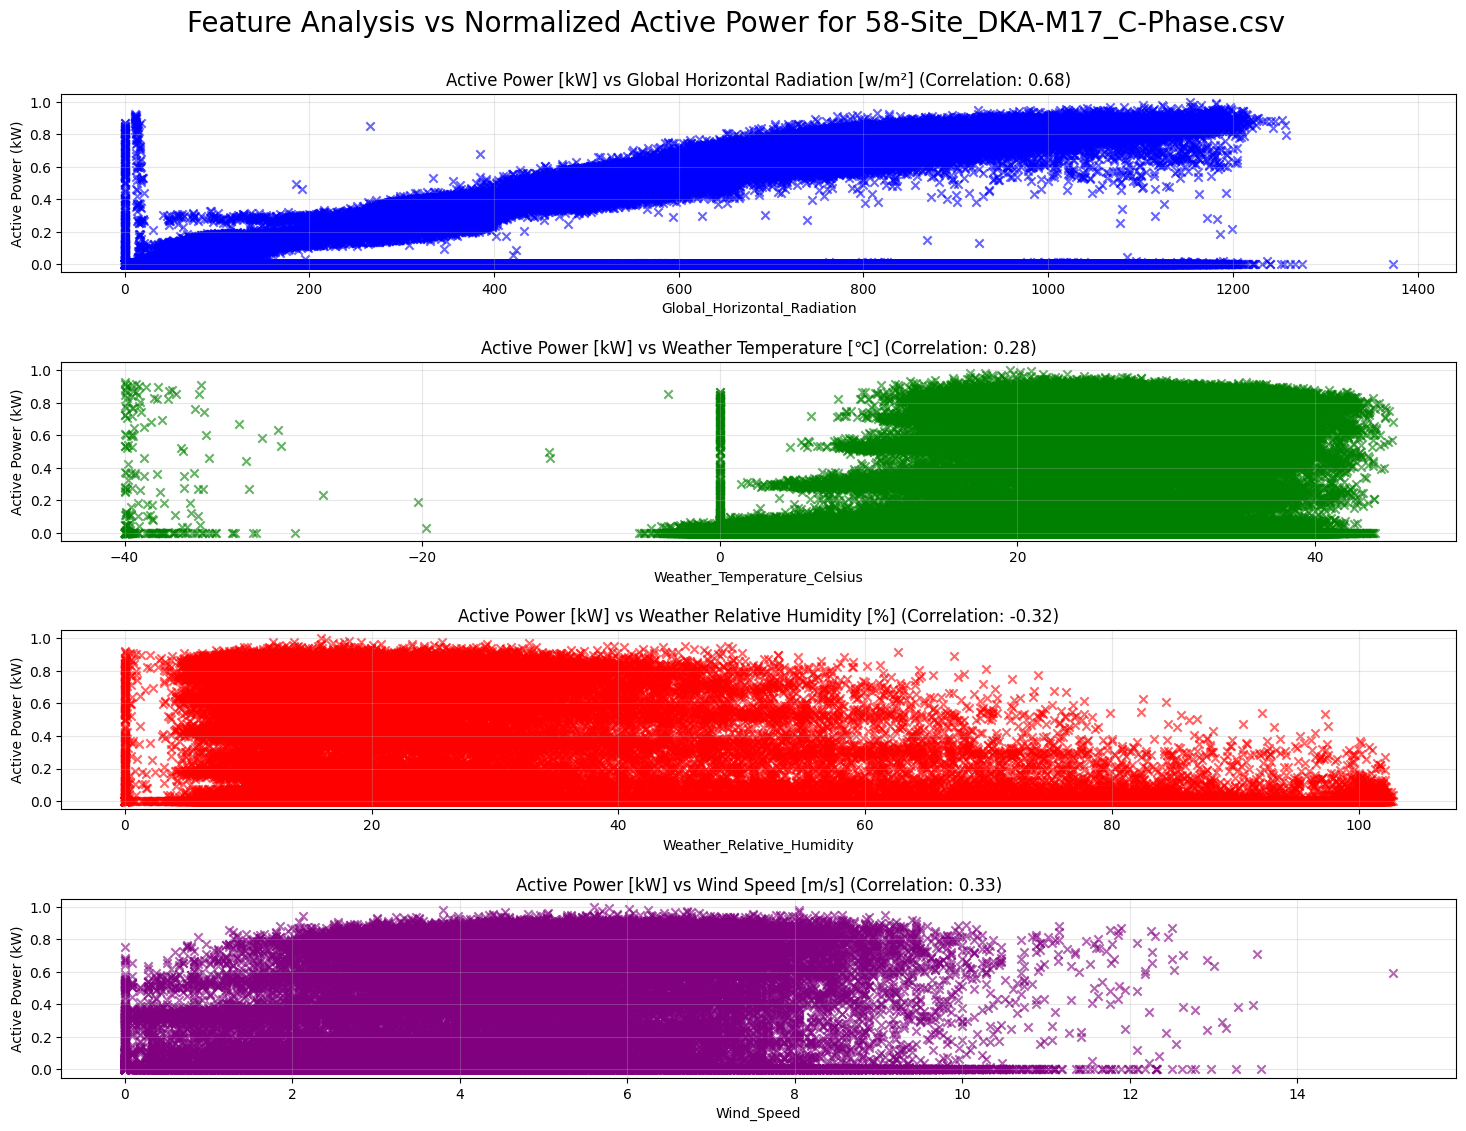 Feature Analysis vs Normalized Active Power for 58-Site_DKA-M17_C-Phase.csv
Active Power [kW] vs Global Horizontal Radiation [w/m²] (Correlation: 0.68)
Active Power (kW)
1.0
0.8
0.6
0.4
0.2
0.0
0 200 400 600 800 1000 1200 1400
Global_Horizontal_Radiation
Active Power [kW] vs Weather Temperature [℃] (Correlation: 0.28)
Active Power (kW)
1.0
0.8
0.6
0.4
0.2
0.0
−40 −20 0 20 40
Weather_Temperature_Celsius
Active Power [kW] vs Weather Relative Humidity [%] (Correlation: -0.32)
Active Power (kW)
1.0
0.8
0.6
0.4
0.2
0.0
0 20 40 60 80 100
Weather_Relative_Humidity
Active Power [kW] vs Wind Speed [m/s] (Correlation: 0.33)
Active Power (kW)
1.0
0.8
0.6
0.4
0.2
0.0
0 2 4 6 8 10 12 14
Wind_Speed